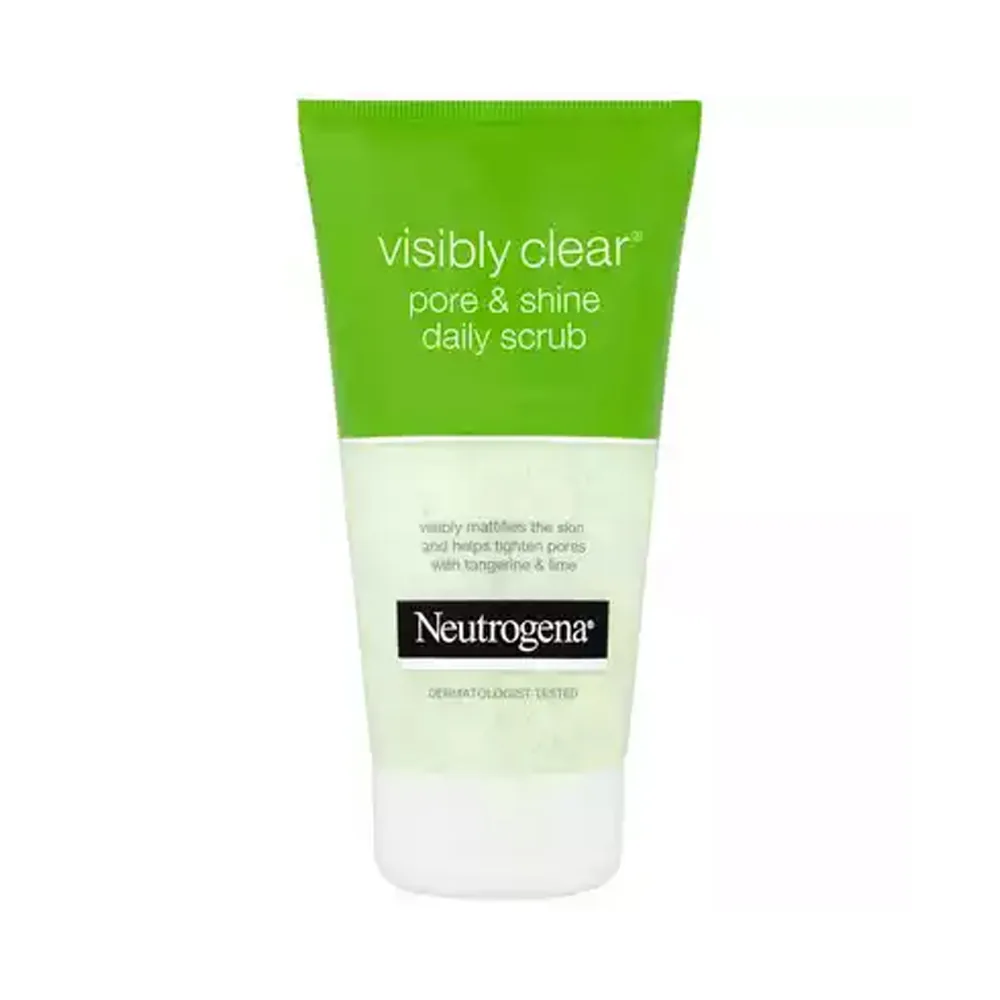 visibly clear®
pore & shine
daily scrub
visibly mattifies the skin
and helps tighten pores
with tangerine & lime
Neutrogena®
DERMATOLOGIST TESTED